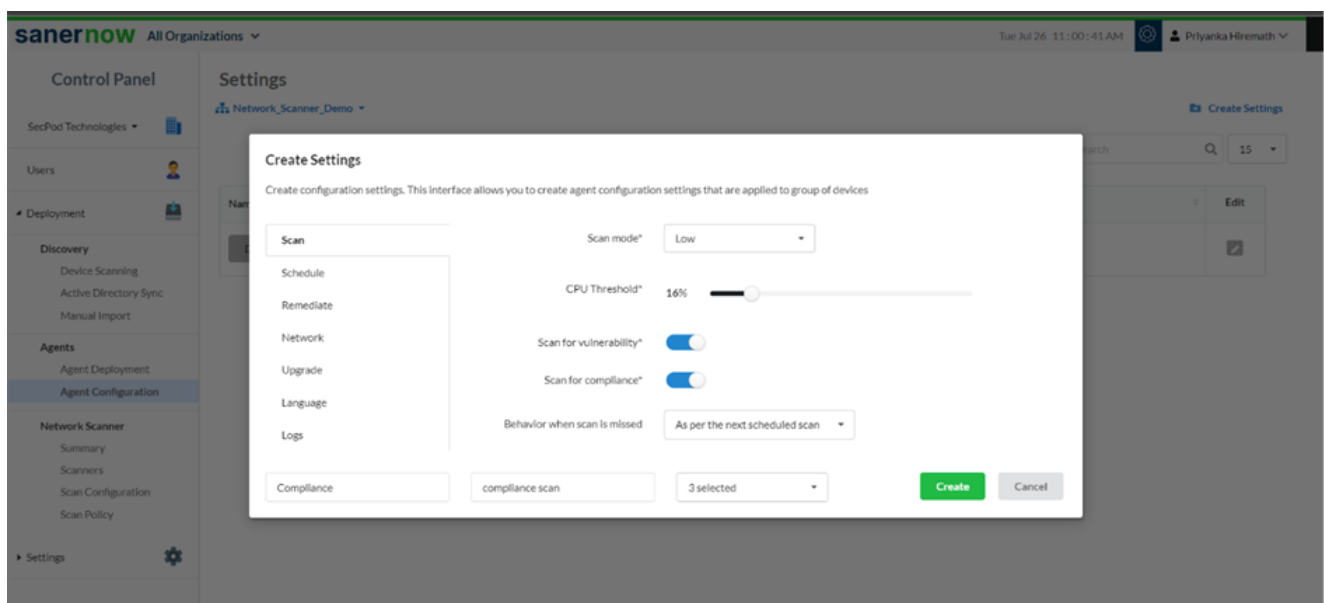 sanernow All Organizations
Tue Jul 26 11:00:41 AM
Priyanka Hiremath
Control Panel
SecPod Technologies
Users
Deployment
Discovery
Device Scanning
Active Directory Sync
Manual Import
Agents
Agent Deployment
Agent Configuration
Network Scanner
Summary
Scanners
Scan Configuration
Scan Policy
Settings
Settings
Network_Scanner_Demo
Create Settings
15
Edit
Create Settings
Create configuration settings. This interface allows you to create agent configuration settings that are applied to group of devices
Scan
Schedule
Remediate
Network
Upgrade
Language
Logs
Scan mode* Low
CPU Threshold* 16%
Scan for vulnerability*
Scan for compliance*
Behavior when scan is missed As per the next scheduled scan
Compliance compliance scan 3 selected Create Cancel